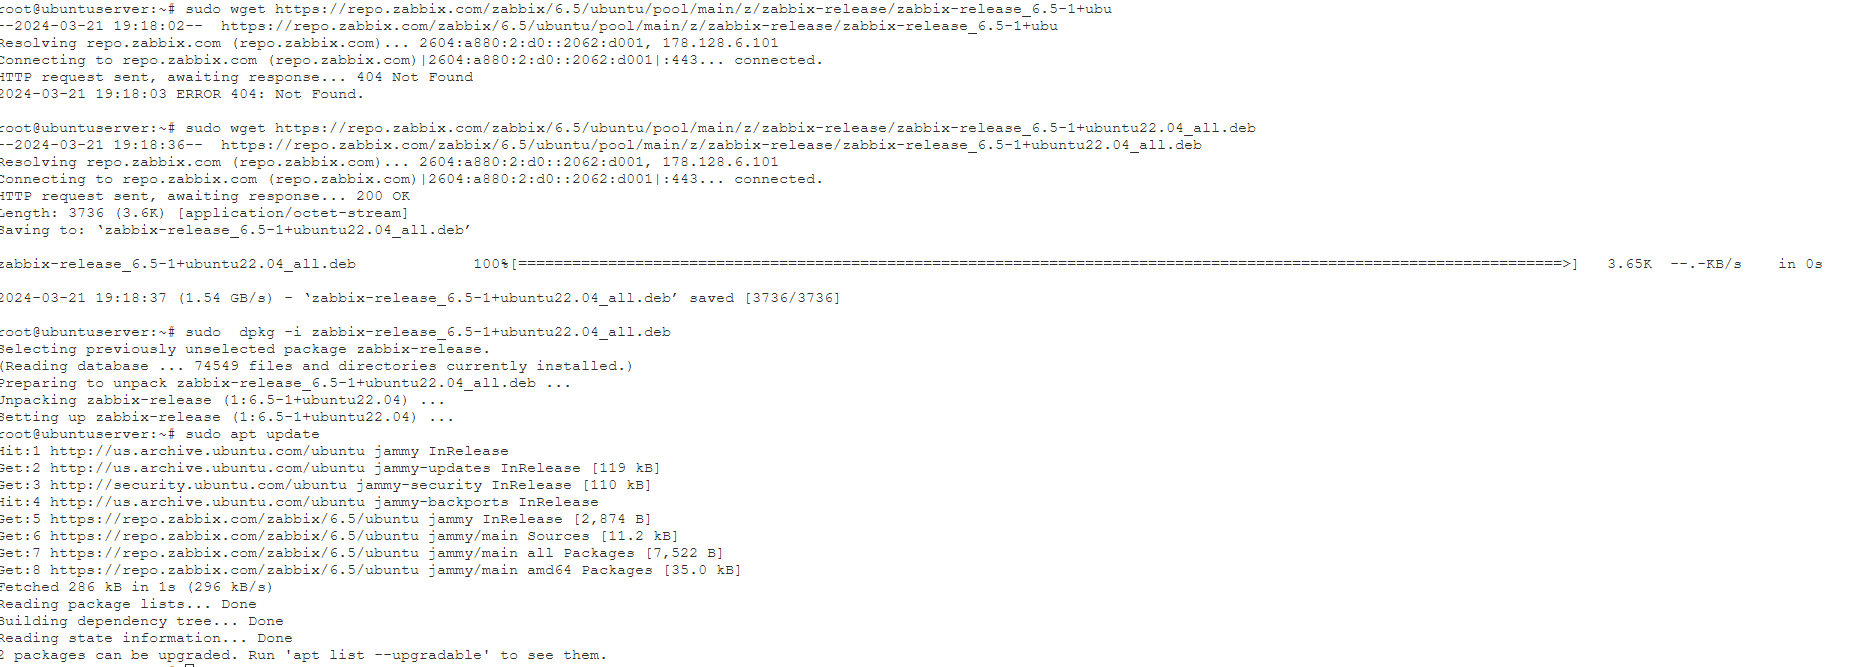 root@ubuntuserver:~# sudo wget https://repo.zabbix.com/zabbix/6.5/ubuntu/pool/main/z/zabbix-release/zabbix-release_6.5-1+ubu
--2024-03-21 19:18:02--  https://repo.zabbix.com/zabbix/6.5/ubuntu/pool/main/z/zabbix-release/zabbix-release_6.5-1+ubu
Resolving repo.zabbix.com (repo.zabbix.com)... 2604:a880:2:d0::2062:d001, 178.128.6.101
Connecting to repo.zabbix.com (repo.zabbix.com)|2604:a880:2:d0::2062:d001|:443... connected.
HTTP request sent, awaiting response... 404 Not Found
2024-03-21 19:18:03 ERROR 404: Not Found.
root@ubuntuserver:~# sudo wget https://repo.zabbix.com/zabbix/6.5/ubuntu/pool/main/z/zabbix-release/zabbix-release_6.5-1+ubuntu22.04_all.deb
--2024-03-21 19:18:36--  https://repo.zabbix.com/zabbix/6.5/ubuntu/pool/main/z/zabbix-release/zabbix-release_6.5-1+ubuntu22.04_all.deb
Resolving repo.zabbix.com (repo.zabbix.com)... 2604:a880:2:d0::2062:d001, 178.128.6.101
Connecting to repo.zabbix.com (repo.zabbix.com)|2604:a880:2:d0::2062:d001|:443... connected.
HTTP request sent, awaiting response... 200 OK
Length: 3736 (3.6K) [application/octet-stream]
Saving to: ‘zabbix-release_6.5-1+ubuntu22.04_all.deb’
zabbix-release_6.5-1+ubuntu22.04_all.deb             100%[====================================================================================================================>]   3.65K  --.-KB/s    in 0s
2024-03-21 19:18:37 (1.54 GB/s) - ‘zabbix-release_6.5-1+ubuntu22.04_all.deb’ saved [3736/3736]
root@ubuntuserver:~# sudo  dpkg -i zabbix-release_6.5-1+ubuntu22.04_all.deb
Selecting previously unselected package zabbix-release.
(Reading database ... 74549 files and directories currently installed.)
Preparing to unpack zabbix-release_6.5-1+ubuntu22.04_all.deb ...
Unpacking zabbix-release (1:6.5-1+ubuntu22.04) ...
Setting up zabbix-release (1:6.5-1+ubuntu22.04) ...
root@ubuntuserver:~# sudo apt update
Hit:1 http://us.archive.ubuntu.com/ubuntu jammy InRelease
Get:2 http://us.archive.ubuntu.com/ubuntu jammy-updates InRelease [119 kB]
Get:3 http://security.ubuntu.com/ubuntu jammy-security InRelease [110 kB]
Hit:4 http://us.archive.ubuntu.com/ubuntu jammy-backports InRelease
Get:5 https://repo.zabbix.com/zabbix/6.5/ubuntu jammy InRelease [2,874 B]
Get:6 https://repo.zabbix.com/zabbix/6.5/ubuntu jammy/main Sources [11.2 kB]
Get:7 https://repo.zabbix.com/zabbix/6.5/ubuntu jammy/main all Packages [7,522 B]
Get:8 https://repo.zabbix.com/zabbix/6.5/ubuntu jammy/main amd64 Packages [35.0 kB]
Fetched 286 kB in 1s (296 kB/s)
Reading package lists... Done
Building dependency tree... Done
Reading state information... Done
2 packages can be upgraded. Run 'apt list --upgradable' to see them.